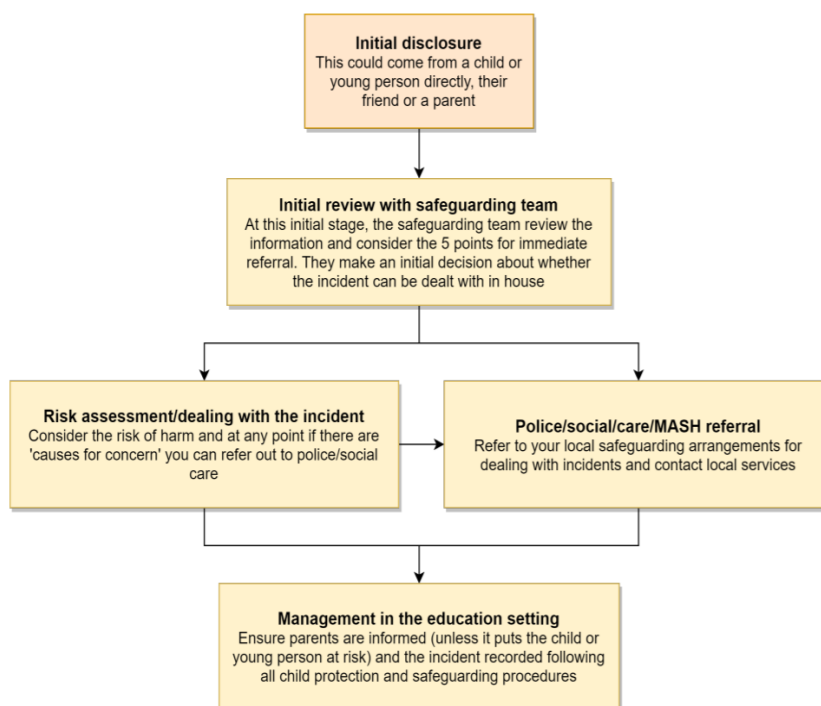 Initial disclosure
This could come from a child or
young person directly, their
friend or a parent
Initial review with safeguarding team
At this initial stage, the safeguarding team review the
information and consider the 5 points for immediate
referral. They make an initial decision about whether
the incident can be dealt with in house
Risk assessment/dealing with the incident
Consider the risk of harm and at any point if there are
'causes for concern' you can refer out to police/social
care
Police/social/care/MASH referral
Refer to your local safeguarding arrangements for
dealing with incidents and contact local services
Management in the education setting
Ensure parents are informed (unless it puts the child or
young person at risk) and the incident recorded following
all child protection and safeguarding procedures